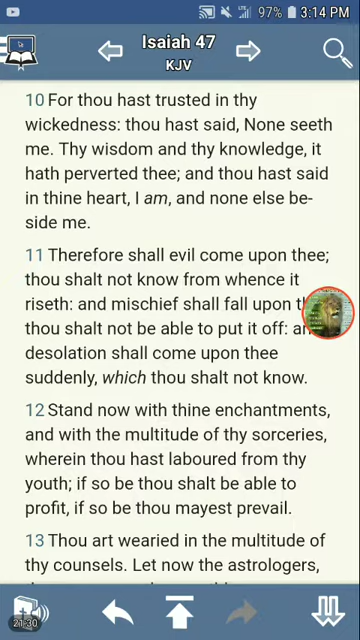 97% 3:14 PM
Isaiah 47
KJV
10 For thou hast trusted in thy
wickedness: thou hast said, None seeth
me. Thy wisdom and thy knowledge, it
hath perverted thee; and thou hast said
in thine heart, I am, and none else be-
side me.
11 Therefore shall evil come upon thee;
thou shalt not know from whence it
riseth: and mischief shall fall upon
thou shalt not be able to put it off:
desolation shall come upon thee
suddenly, which thou shalt not know.
12 Stand now with thine enchantments,
and with the multitude of thy sorceries,
wherein thou hast laboured from thy
youth; if so be thou shalt be able to
profit, if so be thou mayest prevail.
13 Thou art wearied in the multitude of
thy counsels. Let now the astrologers,
21:30